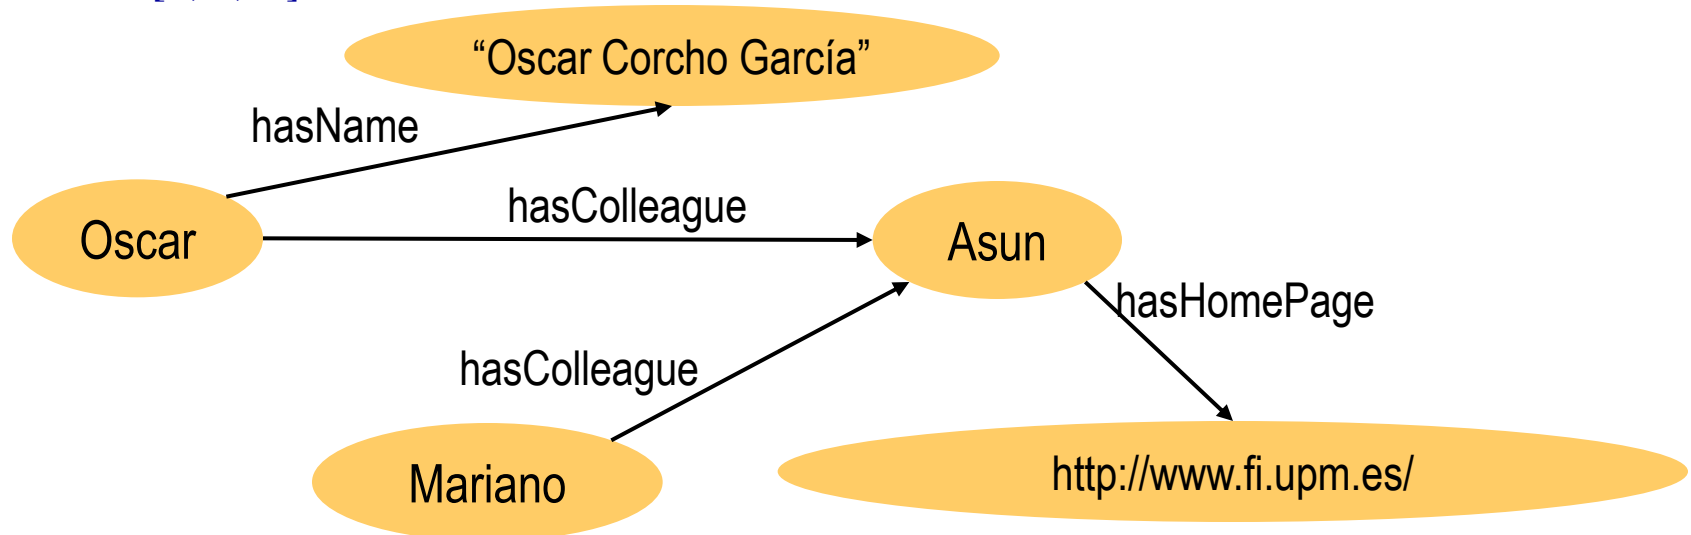 “Oscar Corcho García”
hasName
hasColleague
Oscar
Asun
hasHomePage
hasColleague
Mariano
http://www.fi.upm.es/